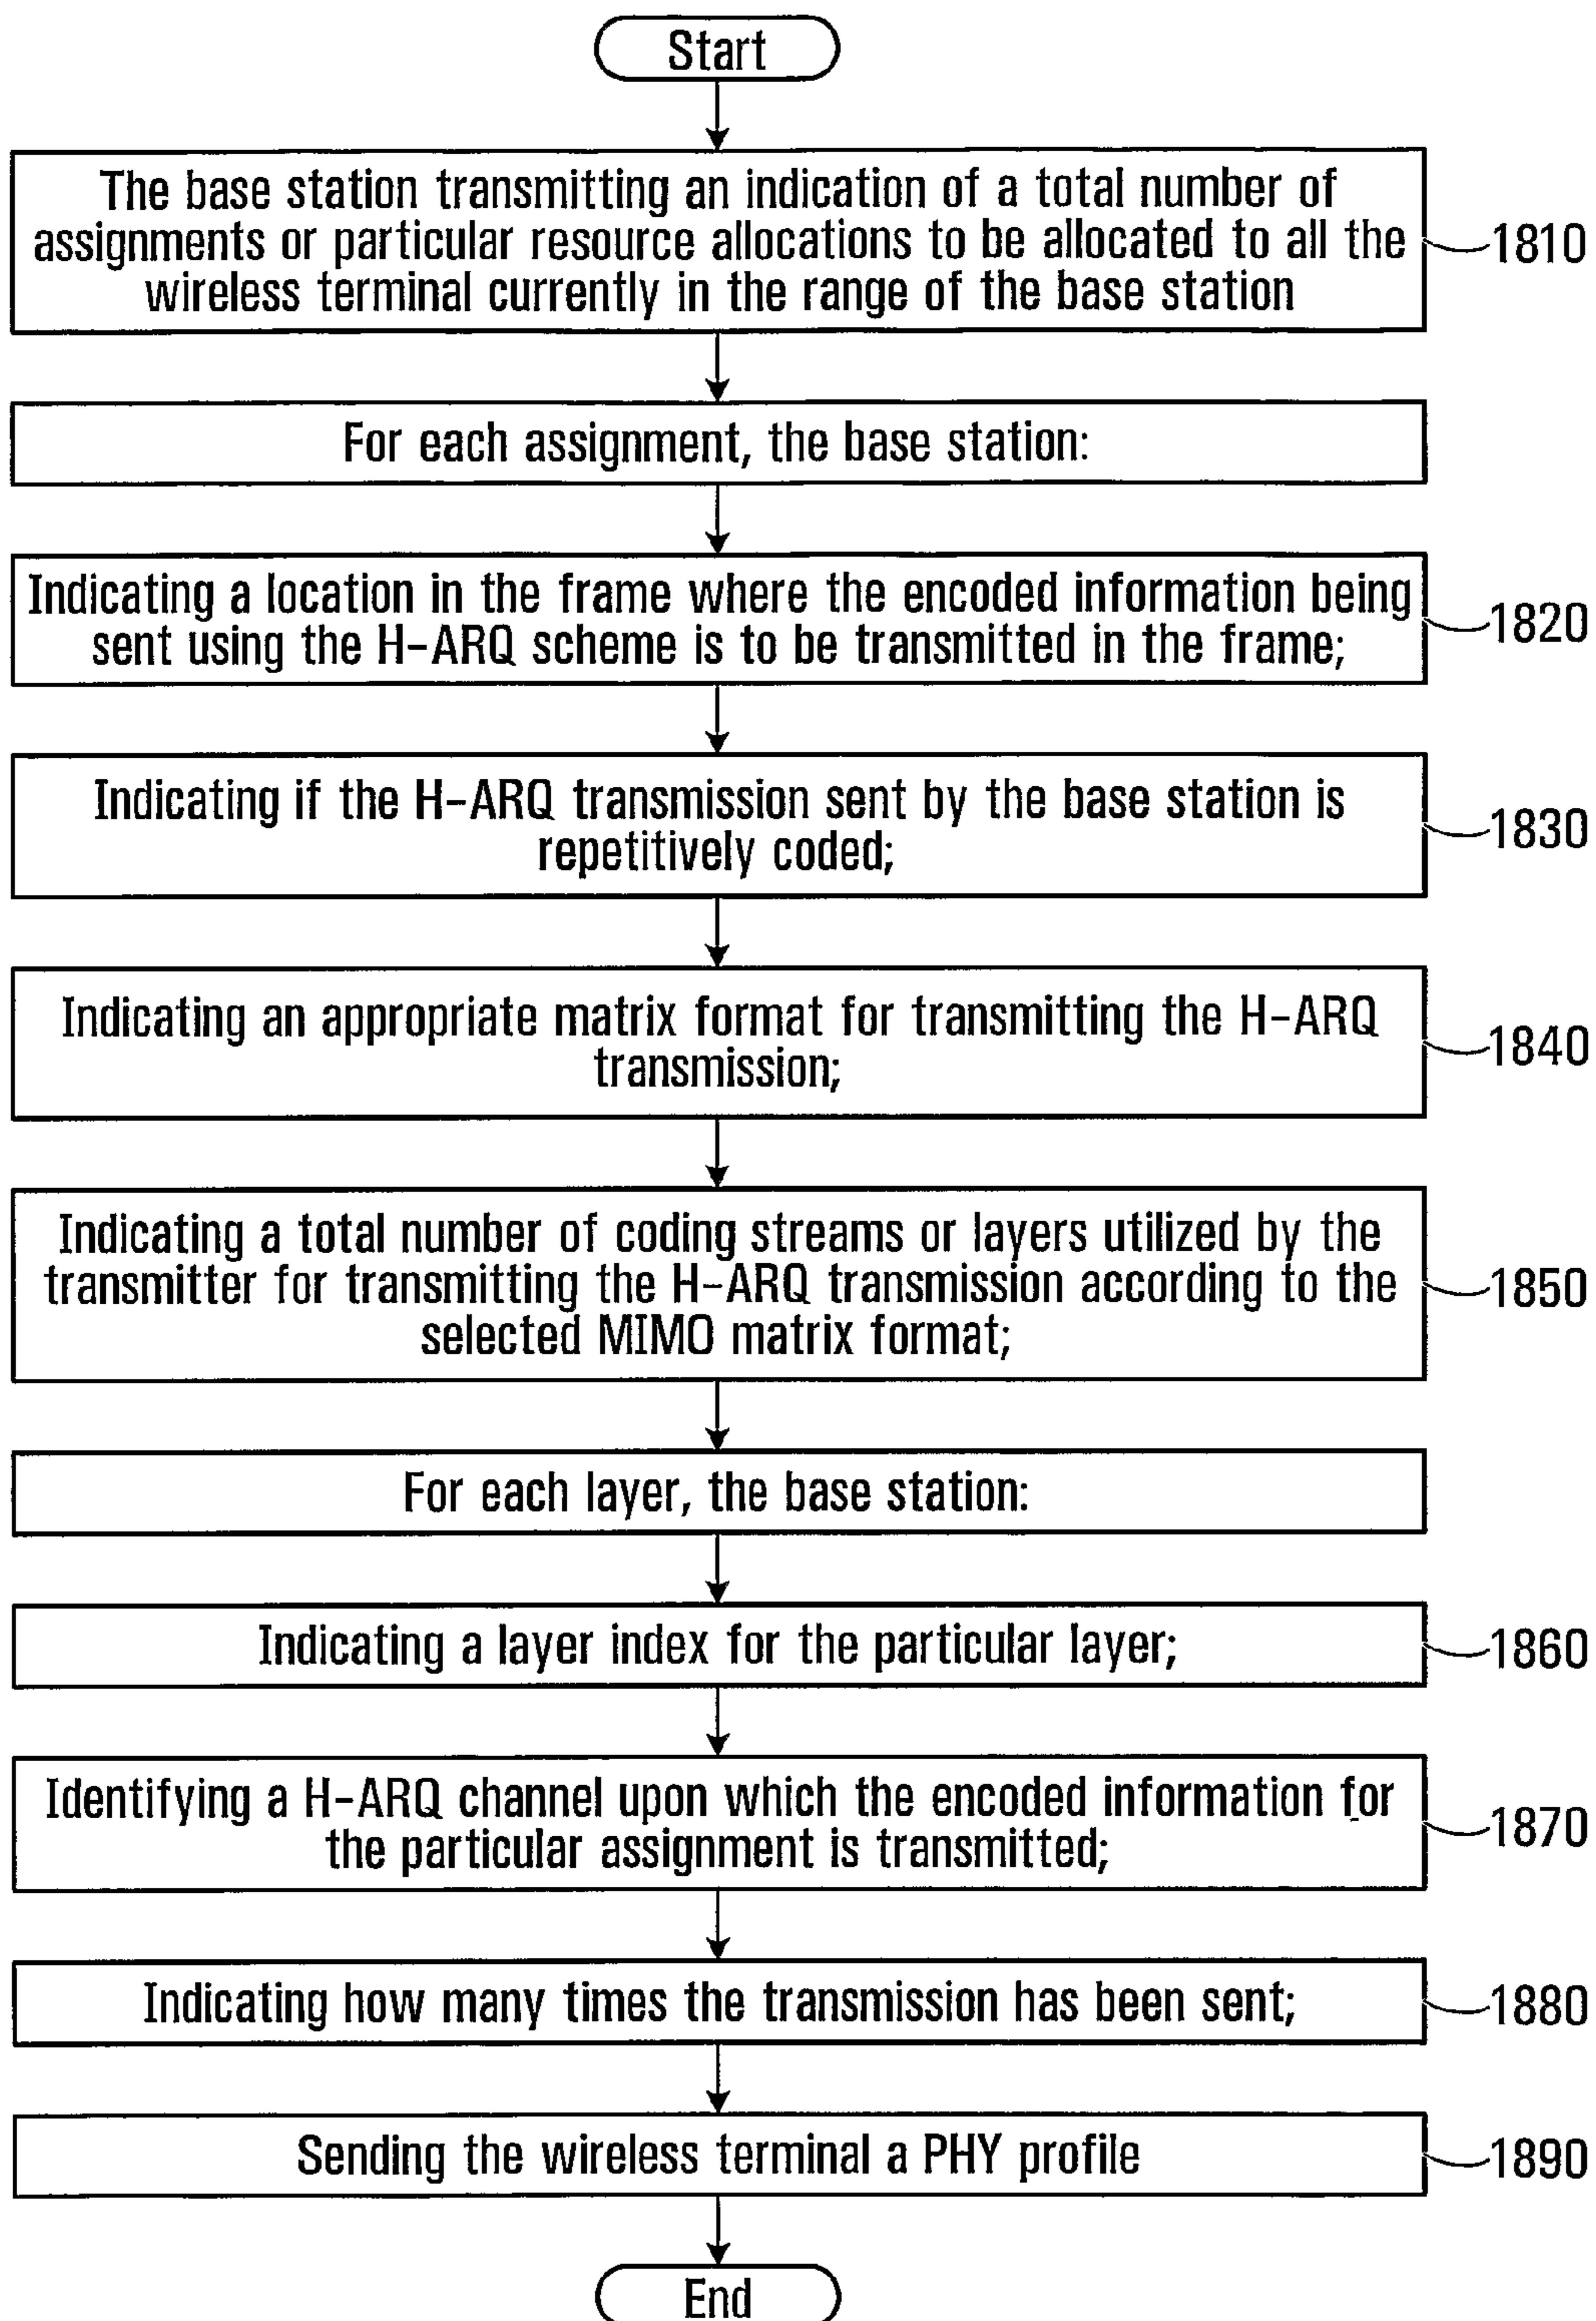 Start
The base station transmitting an indication of a total number of
assignments or particular resource allocations to be allocated to all the
wireless terminal currently in the range of the base station
1810
For each assignment, the base station:
Indicating a location in the frame where the encoded information being
sent using the H-ARQ scheme is to be transmitted in the frame;
1820
Indicating if the H-ARQ transmission sent by the base station is
repetitively coded;
1830
Indicating an appropriate matrix format for transmitting the H-ARQ
transmission;
1840
Indicating a total number of coding streams or layers utilized by the
transmitter for transmitting the H-ARQ transmission according to the
selected MIMO matrix format;
1850
For each layer, the base station:
Indicating a layer index for the particular layer;
1860
Identifying a H-ARQ channel upon which the encoded information for
the particular assignment is transmitted;
1870
Indicating how many times the transmission has been sent;
1880
Sending the wireless terminal a PHY profile
1890
End